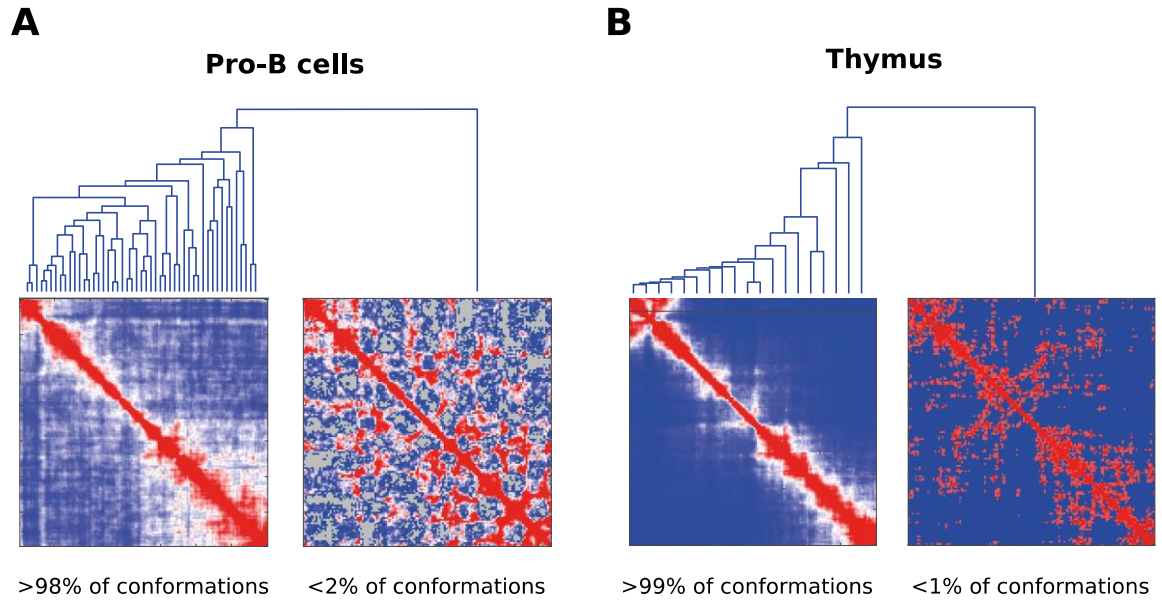 A
B
Pro-B cells
Thymus
>98% of conformations
<2% of conformations
>99% of conformations
<1% of conformations